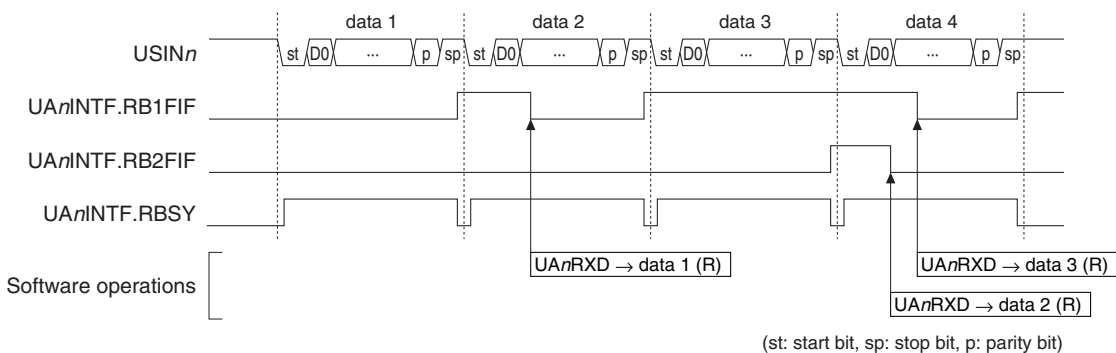 data 1 data 2 data 3 data 4
USINn st D0 ... p sp st D0 ... p sp st D0 ... p sp st D0 ... p sp
UAnINTF.RB1FIF
UAnINTF.RB2FIF
UAnINTF.RBSY
Software operations
UAnRXD → data 1 (R)
UAnRXD → data 3 (R)
UAnRXD → data 2 (R)
(st: start bit, sp: stop bit, p: parity bit)